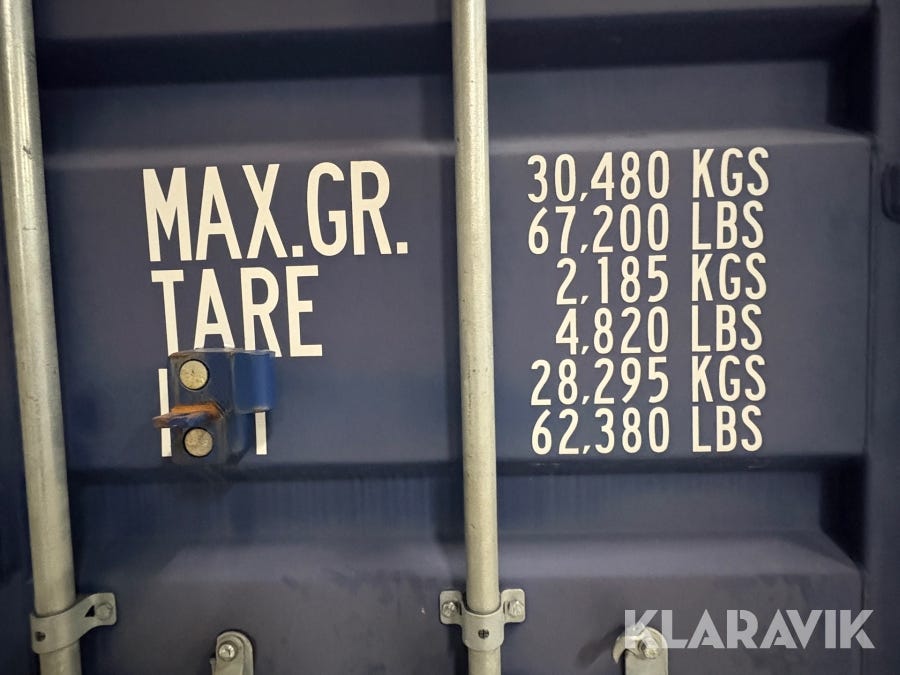 MAX.GR. 30,480 KGS
67,200 LBS
TARE 2,185 KGS
4,820 LBS
28,295 KGS
62,380 LBS
KLARAVIK